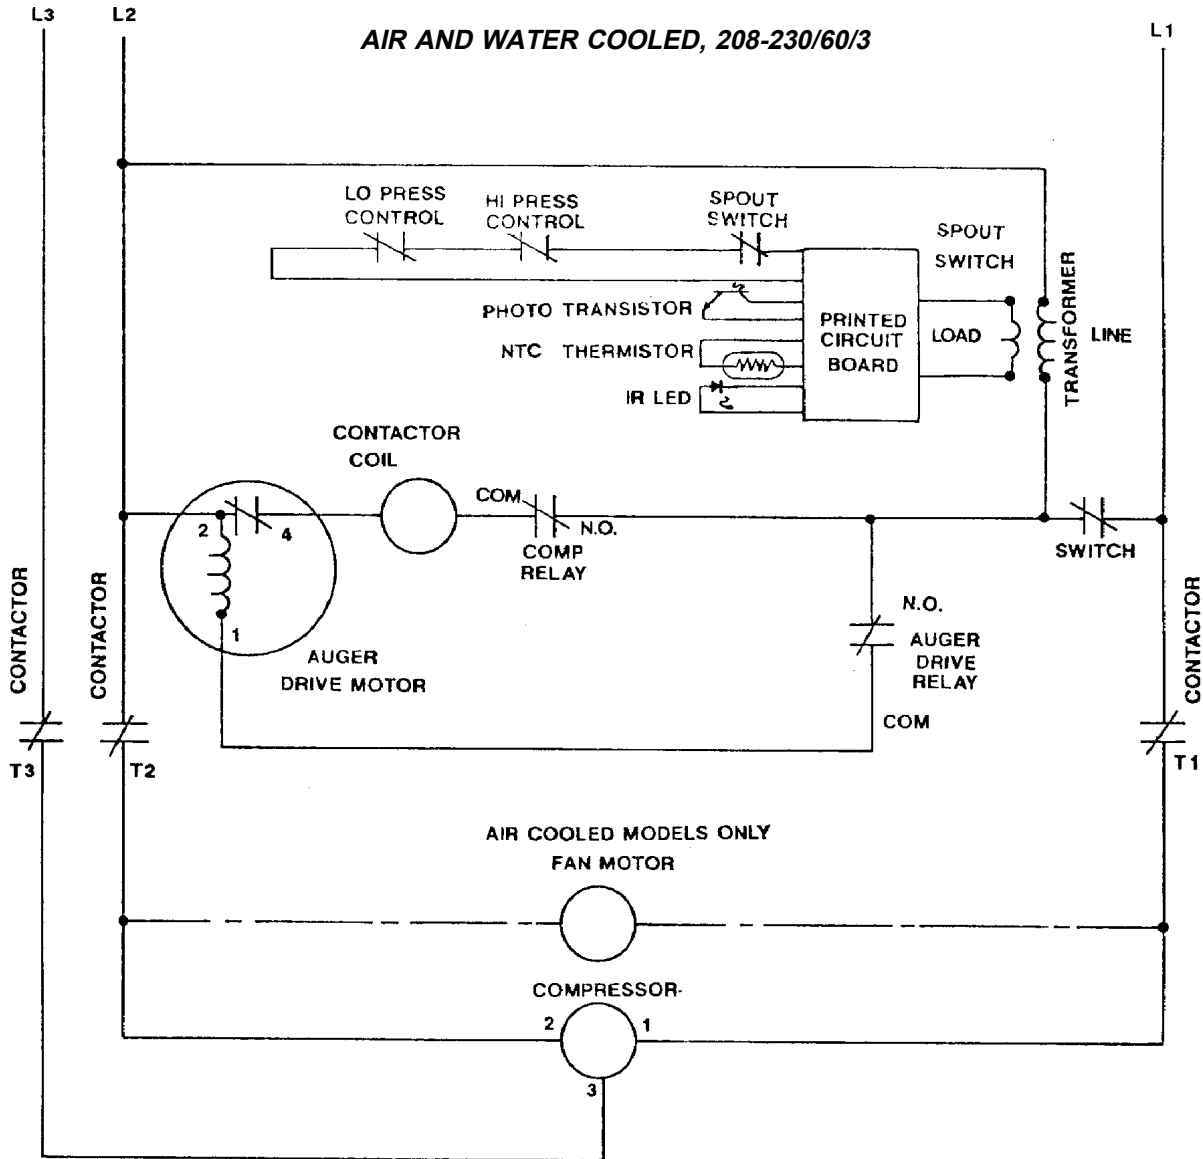 L3
L2
AIR AND WATER COOLED, 208-230/60/3
L1
LO PRESS
CONTROL
HI PRESS
CONTROL
SPOUT
SWITCH
SPOUT
SWITCH
PHOTO TRANSISTOR
NTC THERMISTOR
IR LED
PRINTED
CIRCUIT
BOARD
LOAD
TRANSFORMER
LINE
CONTACTOR
COIL
COM
N.O.
COMP
RELAY
SWITCH
2
4
1
AUGER
DRIVE MOTOR
N.O.
AUGER
DRIVE
RELAY
COM
CONTACTOR
CONTACTOR
CONTACTOR
T3
T2
T1
AIR COOLED MODELS ONLY
FAN MOTOR
COMPRESSOR
2
1
3